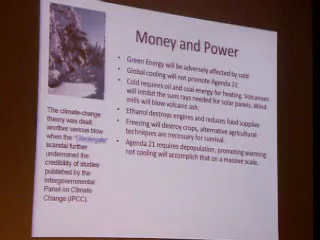 Money and Power
• Green Energy will be adversely affected by cold
• Global cooling will not promote Agenda 21
• Cold requires oil and coal energy for heating. Volcanoes
will inhibit the suns rays needed for solar panels. Wind
mills will blow volcanic ash.
• Ethanol destroys engines and reduces food supplies
• Freezing will destroy crops, alternative agricultural
techniques are necessary for survival.
• Agenda 21 requires depopulation, promoting warming
not cooling will accomplish that on a massive scale.
The climate-change
theory was dealt
another serious blow
when the "Glaciergate"
scandal further
undermined the
credibility of studies
published by the
Intergovernmental
Panel on Climate
Change (IPCC).